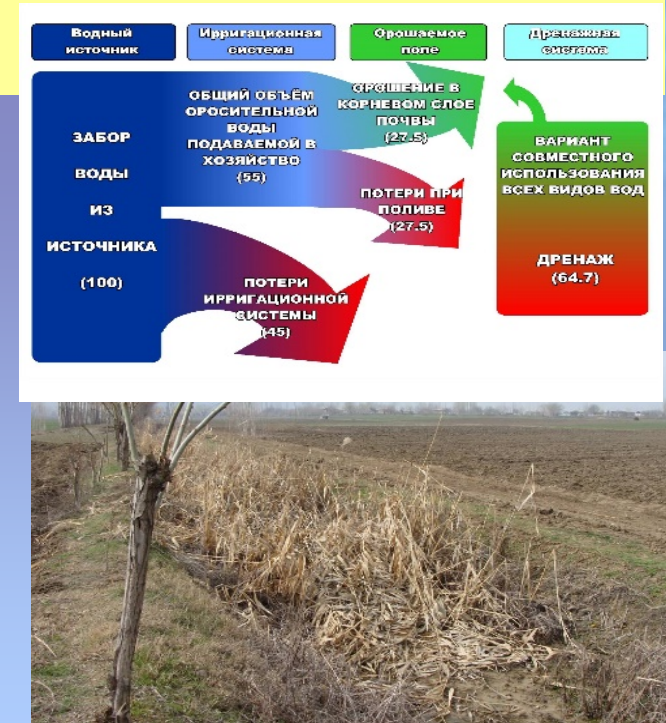 Водный
источник
Ирригационная
система
Орошаемое
поле
Дренажная
система
ЗАБОР
ВОДЫ
ИЗ
ИСТОЧНИКА
(100)
ОБЩИЙ ОБЪЁМ
ОРОСИТЕЛЬНОЙ
ВОДЫ
ПОДАВАЕМОЙ В
ХОЗЯЙСТВО
(55)
ОРОШЕНИЕ В
КОРНЕВОМ СЛОЕ
ПОЧВЫ
(27.5)
ПОТЕРИ ПРИ
ПОЛИВЕ
(27.5)
ПОТЕРИ
ИРРИГАЦИОННОЙ
СИСТЕМЫ
(45)
ВАРИАНТ
СОВМЕСТНОГО
ИСПОЛЬЗОВАНИЯ
ВСЕХ ВИДОВ ВОД
ДРЕНАЖ
(64.7)